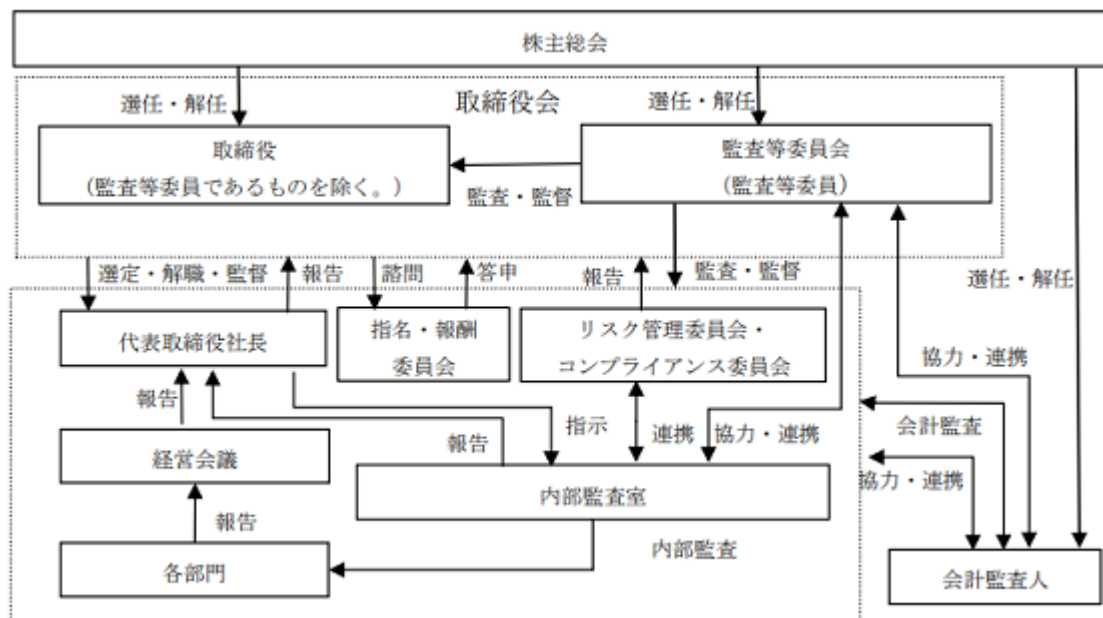 株主総会
選任・解任
取締役会
選任・解任
取締役
（監査等委員であるものを除く。）
監査・監督
監査等委員会
（監査等委員）
選定・解職・監督
報告
諮問
答申
報告
監査・監督
選任・解任
代表取締役社長
指名・報酬
委員会
リスク管理委員会・
コンプライアンス委員会
協力・連携
報告
指示
連携
協力・連携
会計監査
報告
経営会議
内部監査室
協力・連携
報告
内部監査
各部門
会計監査人